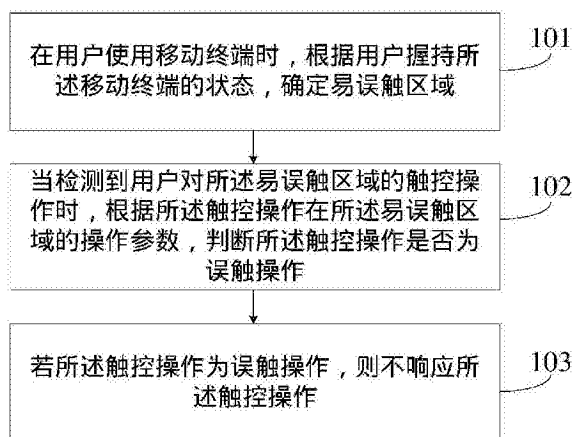 在用户使用移动终端时，根据用户握持所
述移动终端的状态，确定易误触区域
101
当检测到用户对所述易误触区域的触控操
作时，根据所述触控操作在所述易误触区
域的操作参数，判断所述触控操作是否为
误触操作
102
若所述触控操作为误触操作，则不响应所
述触控操作
103